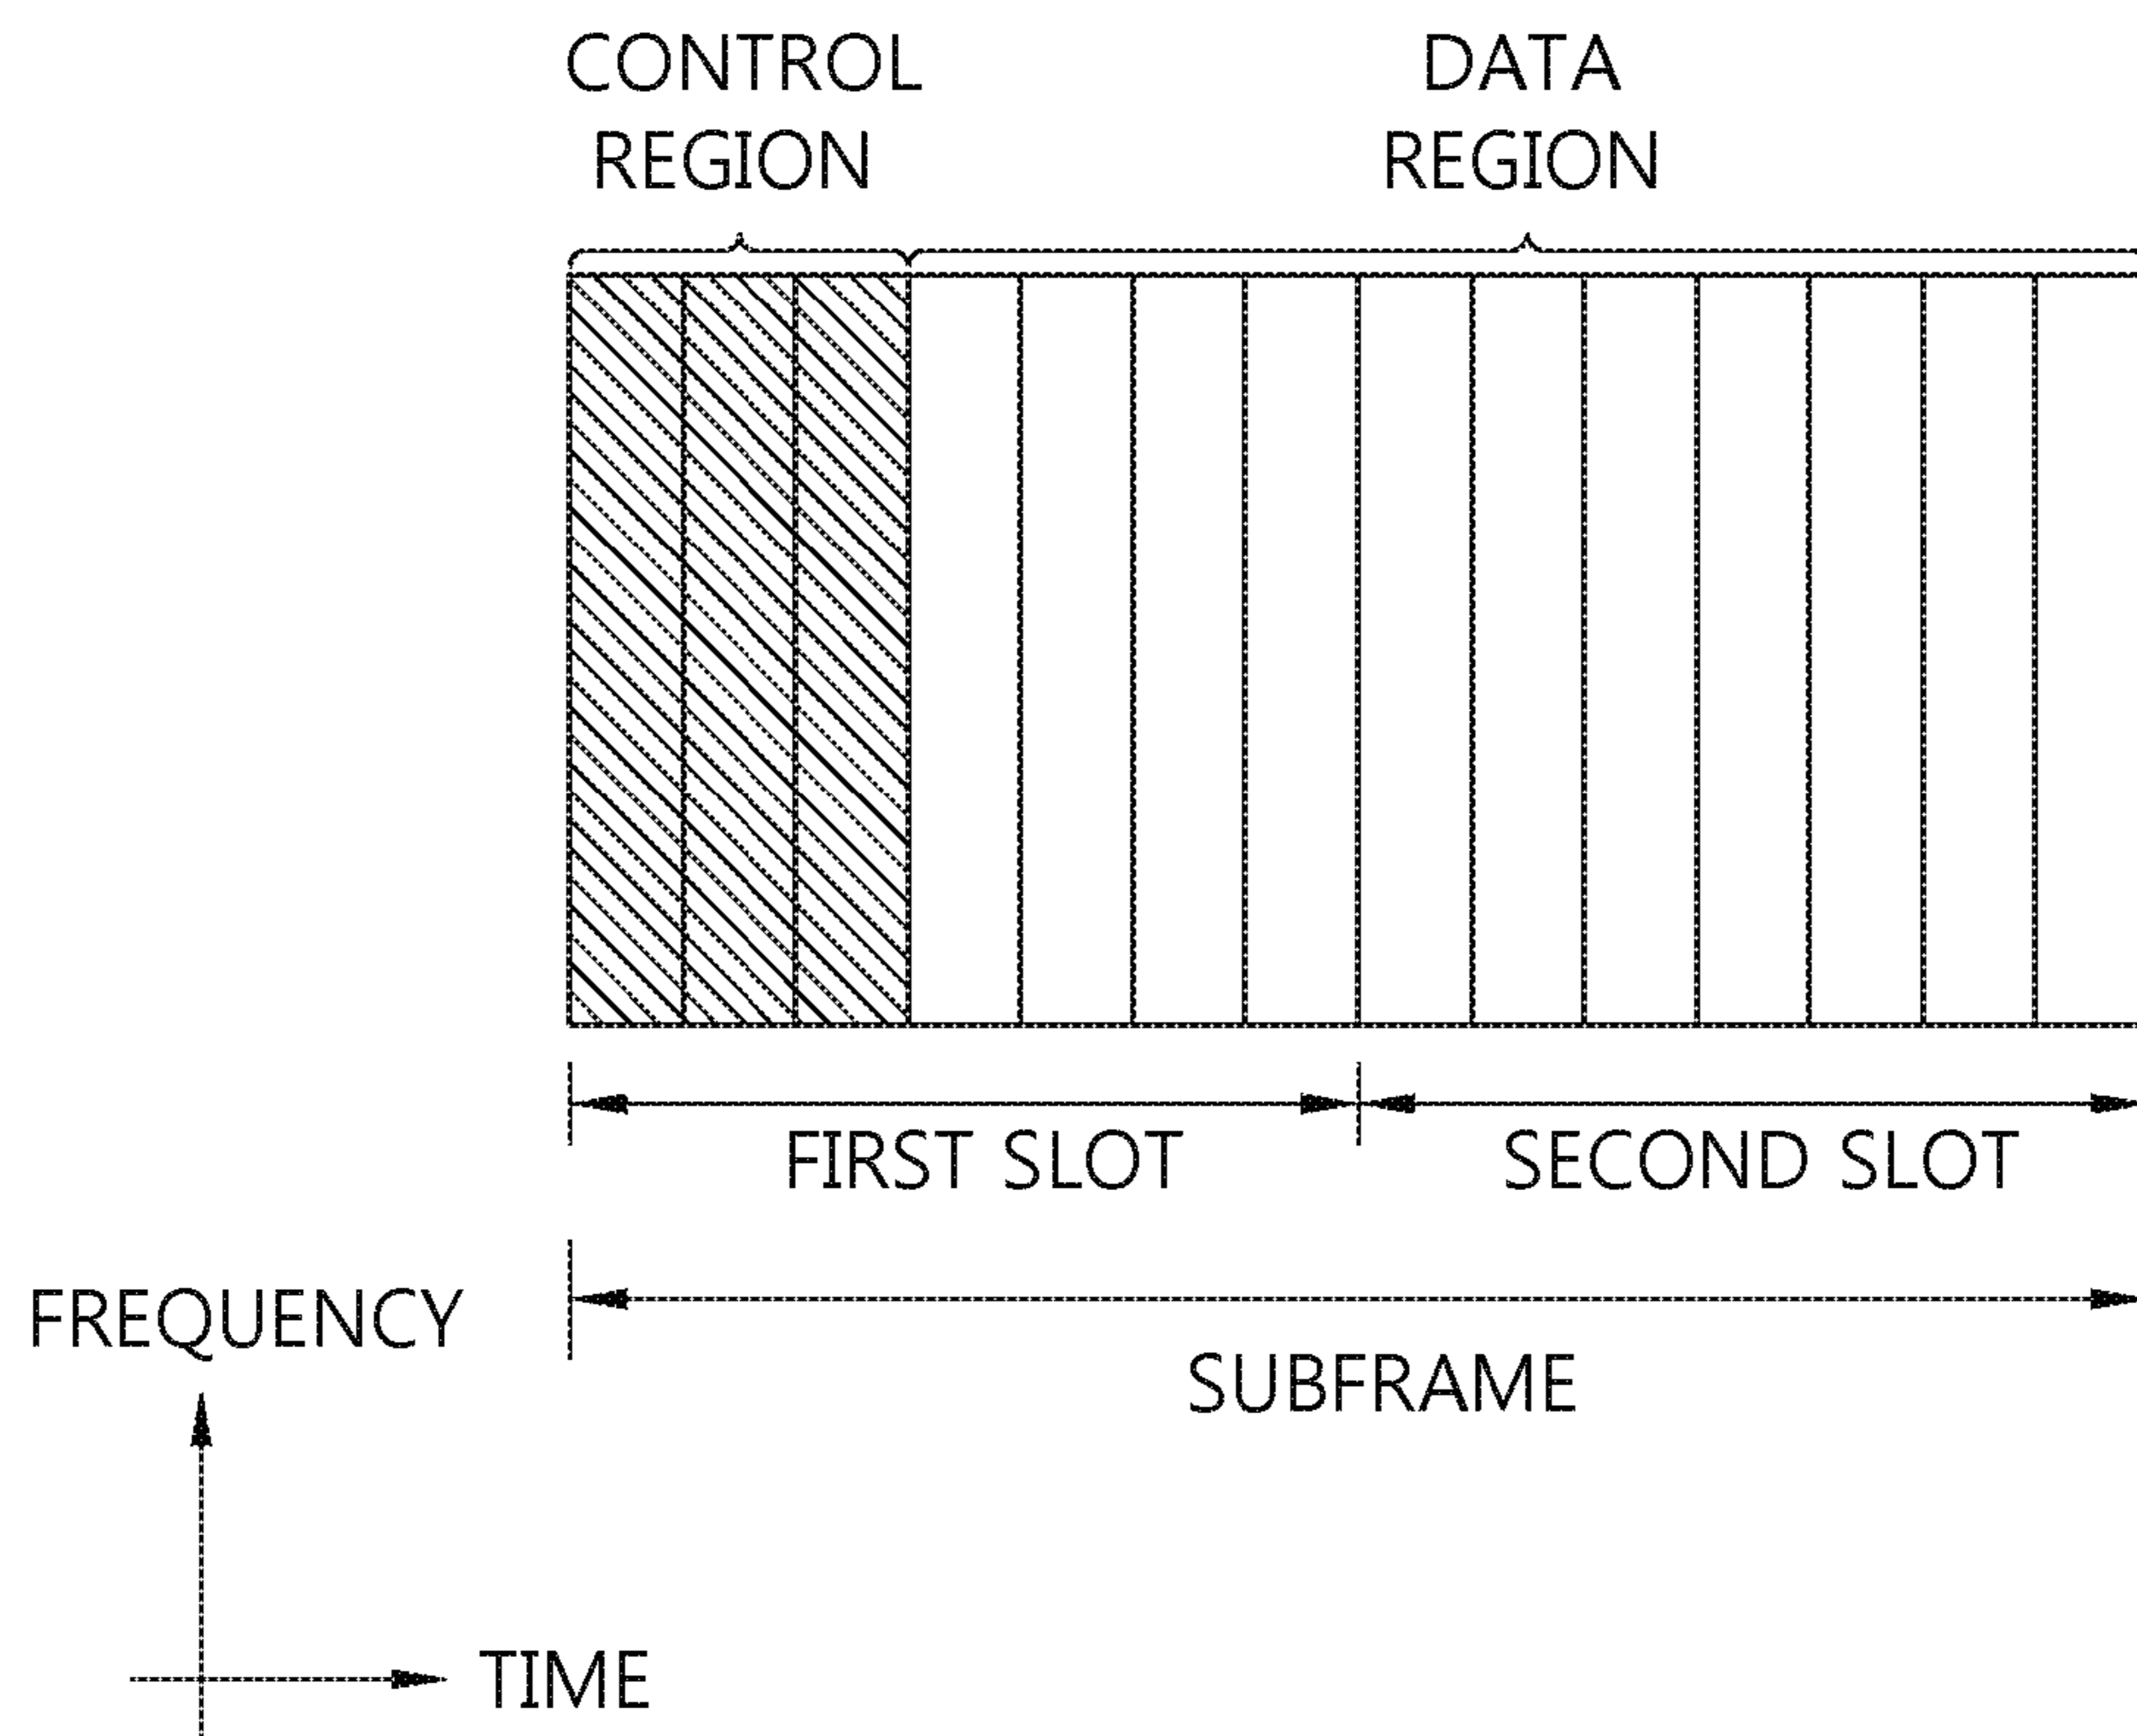 CONTROL
REGION
DATA
REGION
FIRST SLOT
SECOND SLOT
SUBFRAME
FREQUENCY
TIME